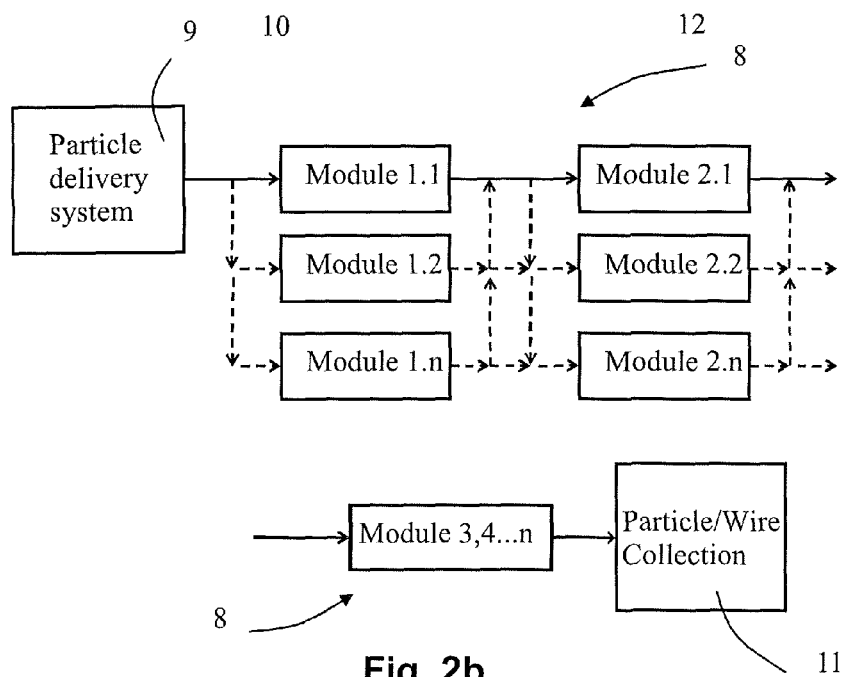 9 10 12
8
Particle
delivery
system
Module 1.1 Module 2.1
Module 1.2 Module 2.2
Module 1.n Module 2.n
Module 3,4...n
Particle/Wire
Collection
8
11
Fig. 2b